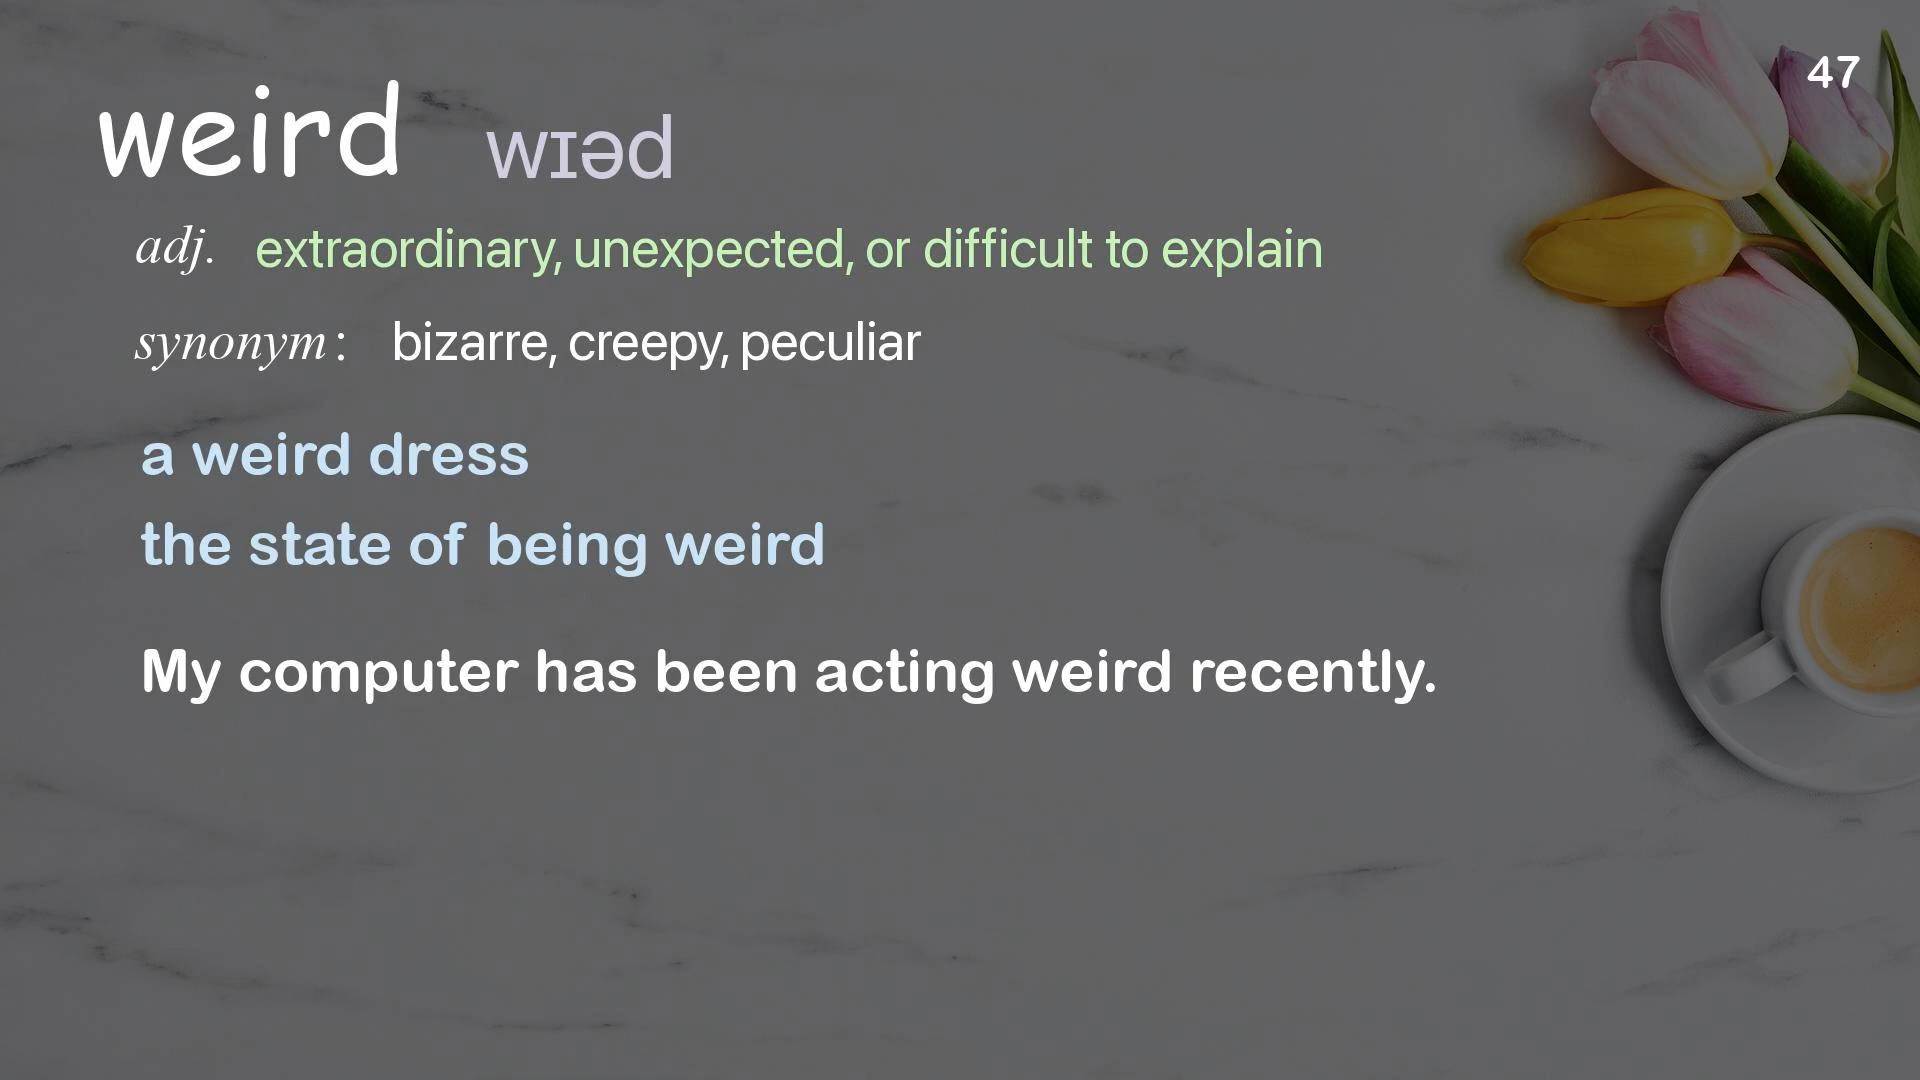 47
weird wɪəd
adj. extraordinary, unexpected, or difficult to explain
synonym: bizarre, creepy, peculiar
a weird dress
the state of being weird
My computer has been acting weird recently.